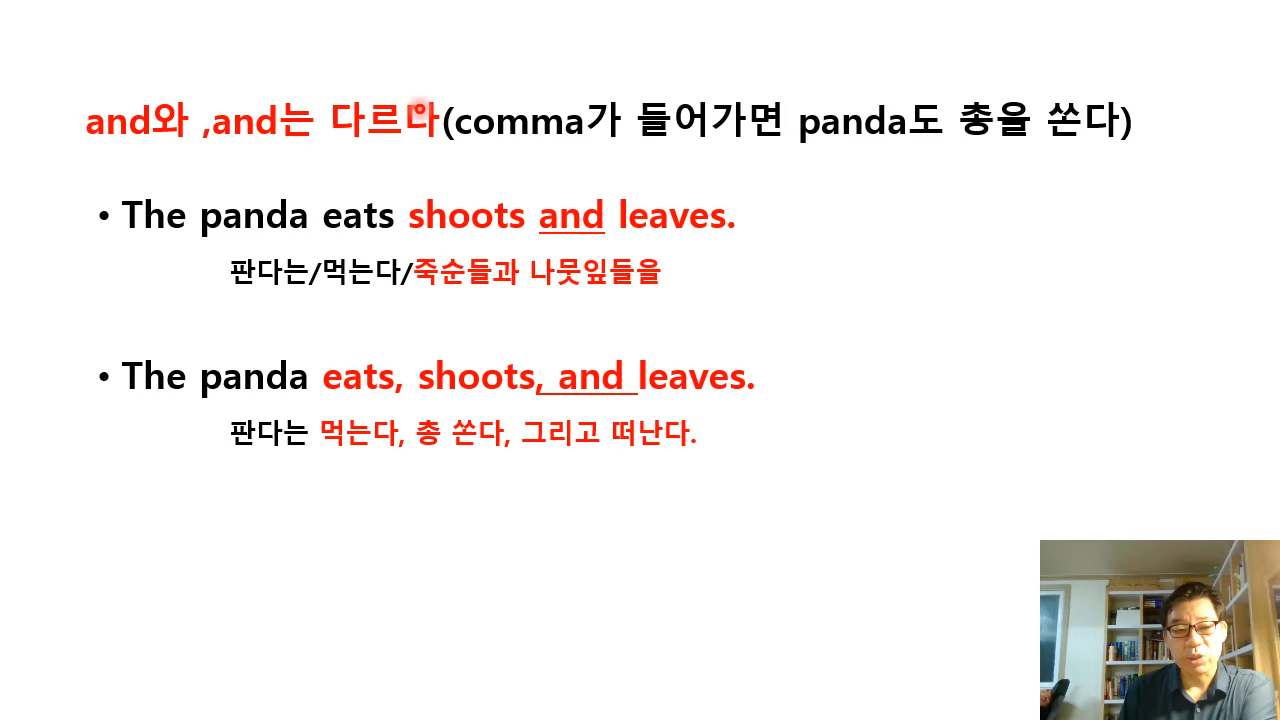 and와 ,and는 다르다(comma가 들어가면 panda도 총을 쏜다)
• The panda eats shoots and leaves.
판다는/먹는다/죽순들과 나뭇잎들을
• The panda eats, shoots, and leaves.
판다는 먹는다, 총 쏜다, 그리고 떠난다.